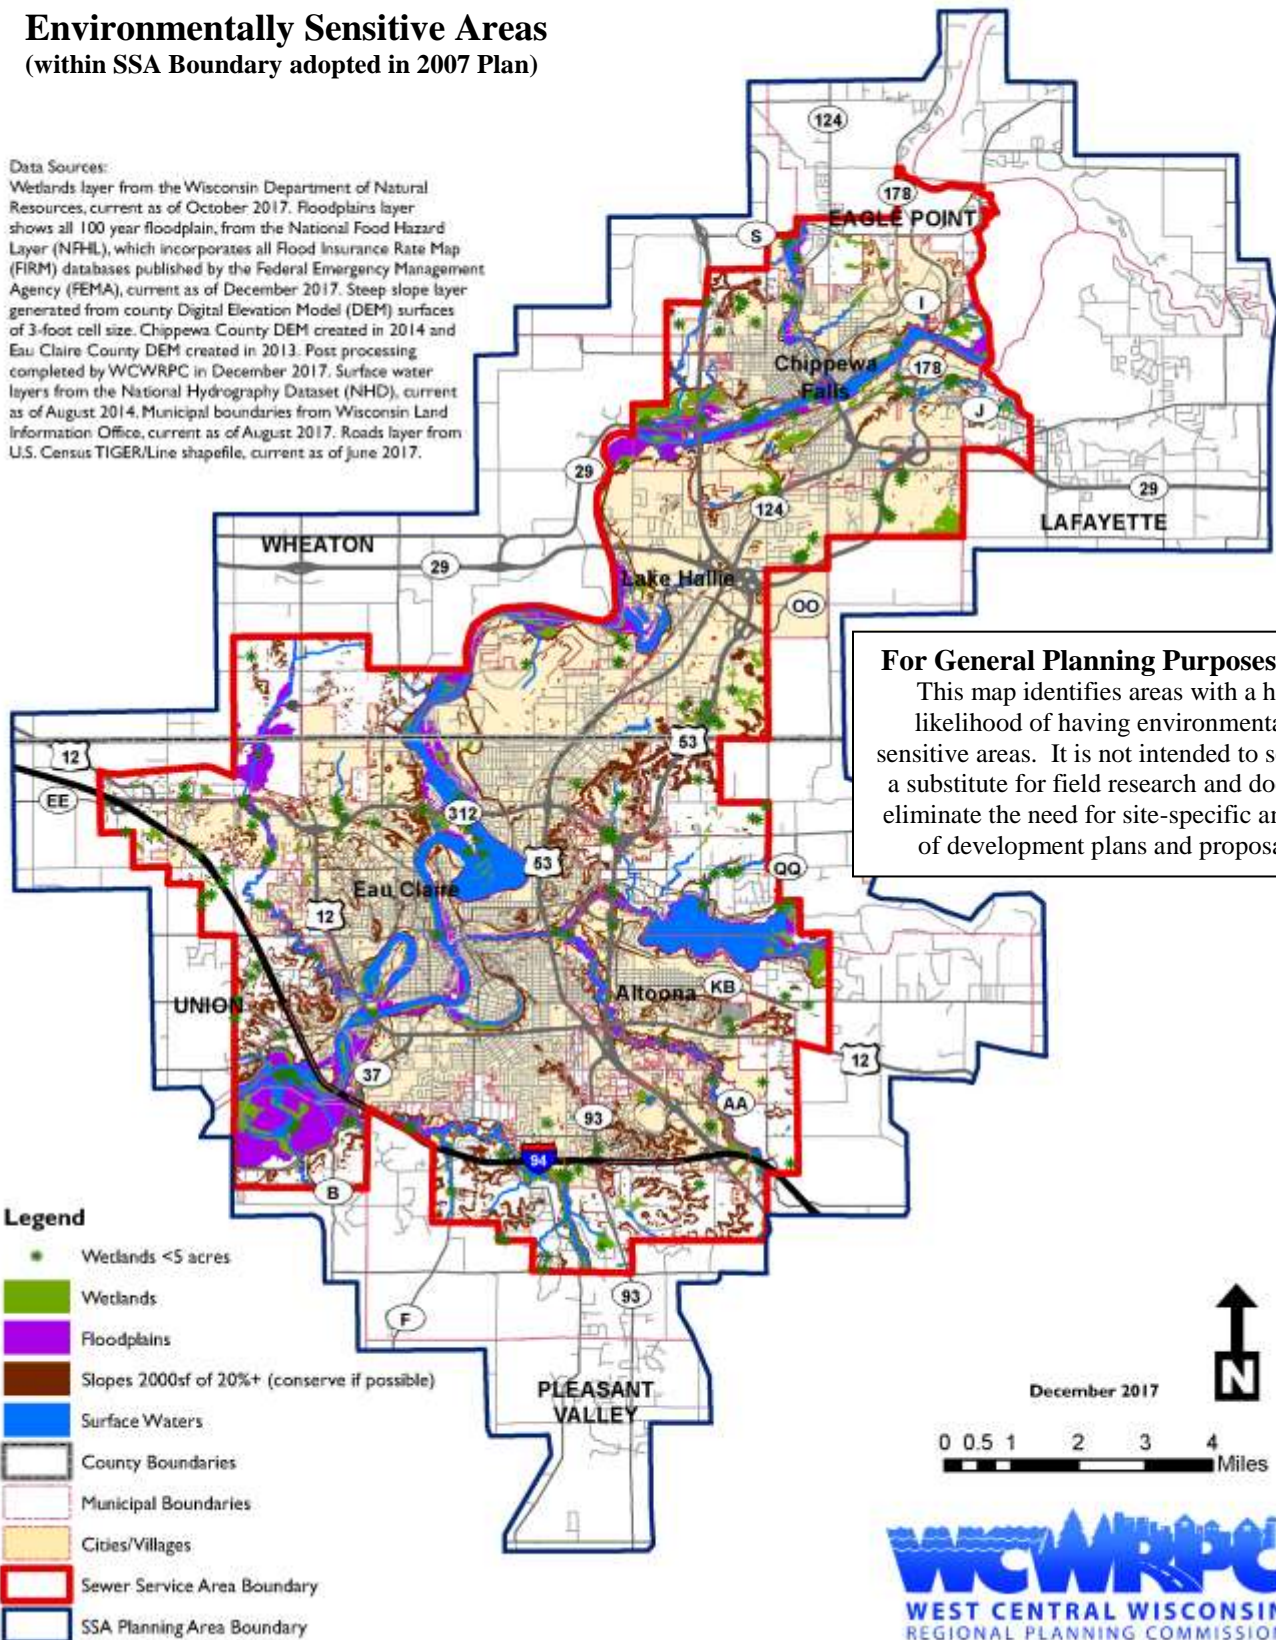 Environmentally Sensitive Areas
(within SSA Boundary adopted in 2007 Plan)
Data Sources:
Wetlands layer from the Wisconsin Department of Natural
Resources, current as of October 2017. Floodplains layer
shows all 100 year floodplain, from the National Food Hazard
Layer (NFHL), which incorporates all Flood Insurance Rate Map
(FIRM) databases published by the Federal Emergency Management
Agency (FEMA), current as of December 2017. Steep slope layer
generated from county Digital Elevation Model (DEM) surfaces
of 3-foot cell size. Chippewa County DEM created in 2014 and
Eau Claire County DEM created in 2013. Post processing
completed by WCWRPC in December 2017. Surface water
layers from the National Hydrography Dataset (NHD), current
as of August 2014. Municipal boundaries from Wisconsin Land
Information Office, current as of August 2017. Roads layer from
U.S. Census TIGER/Line shapefile, current as of June 2017.
124
178
EAGLE POINT
S
I
Chippewa
Falls
178
J
29
29
124
LAFAYETTE
WHEATON
29
Lake Hallie
OO
For General Planning Purposes
This map identifies areas with a h
likelihood of having environmenta
sensitive areas. It is not intended to s
a substitute for field research and do
eliminate the need for site-specific an
of development plans and proposa
12
53
EE
312
53
QQ
Eau Claire
12
UNION
Altoona
KB
12
37
AA
93
94
B
93
F
PLEASANT
VALLEY
Legend
Wetlands <5 acres
Wetlands
Floodplains
Slopes 2000sf of 20%+ (conserve if possible)
Surface Waters
County Boundaries
Municipal Boundaries
Cities/Villages
Sewer Service Area Boundary
SSA Planning Area Boundary
N
December 2017
0 0.5 1 2 3 4
Miles
WCWRPC
WEST CENTRAL WISCONSIN
REGIONAL PLANNING COMMISSION